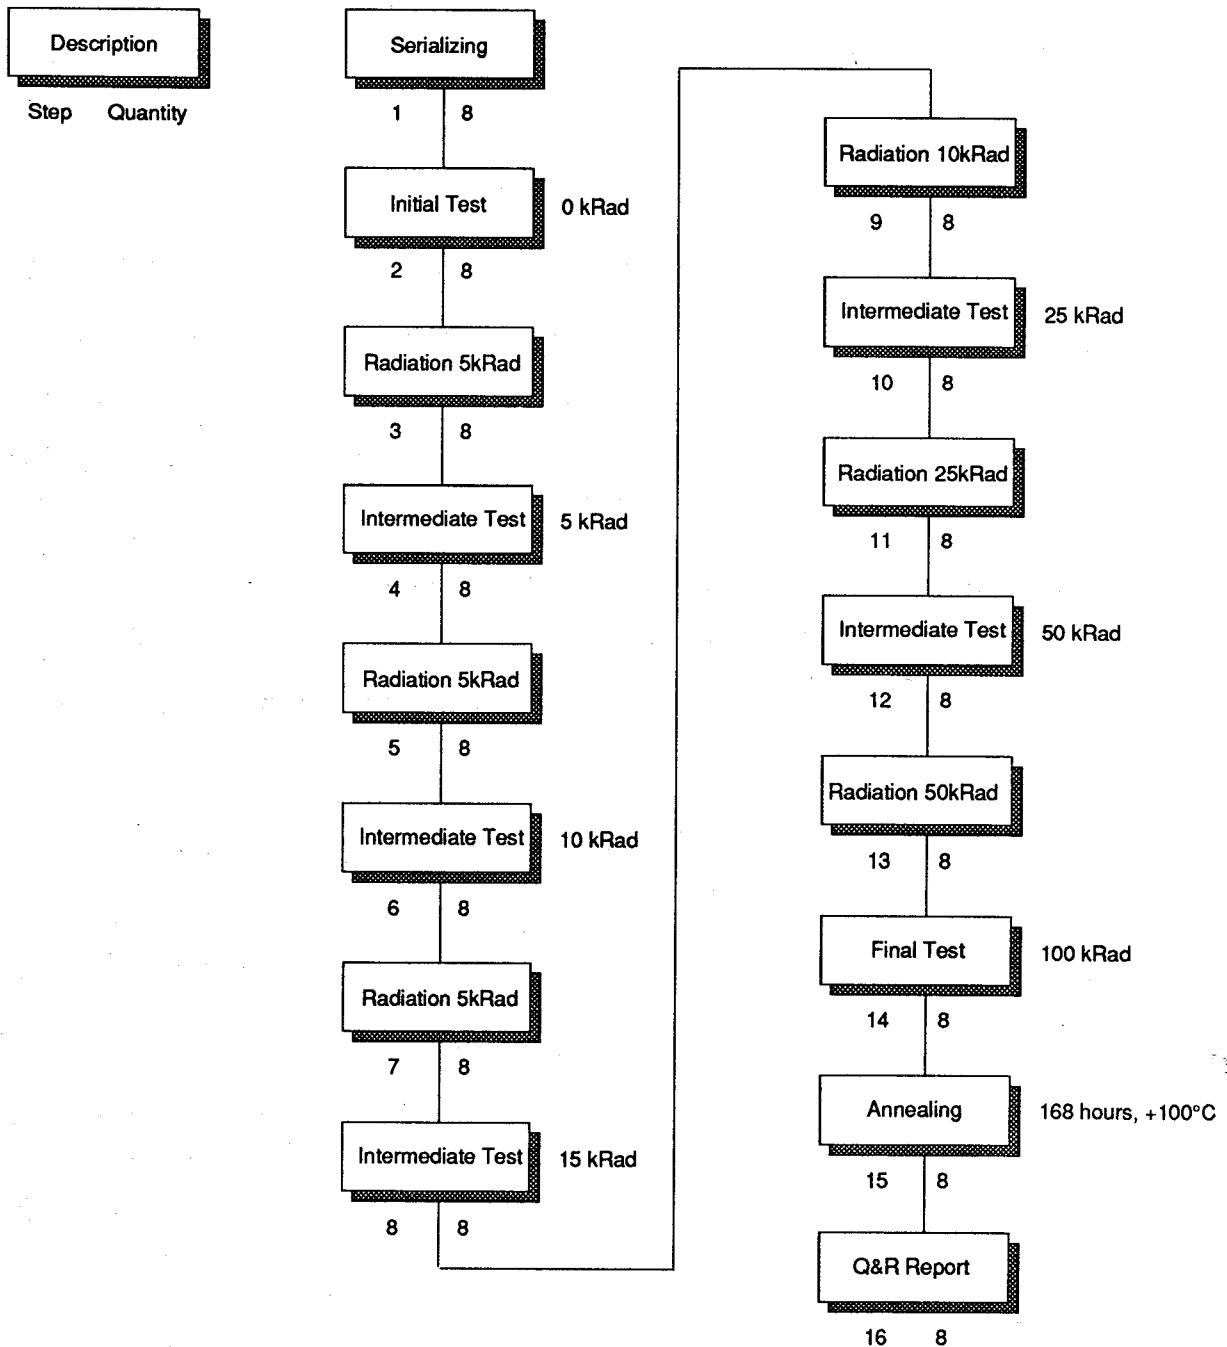 Description
Step Quantity
Serializing
1 8
Initial Test
0 kRad
2 8
Radiation 5kRad
3 8
Intermediate Test
5 kRad
4 8
Radiation 5kRad
5 8
Intermediate Test
10 kRad
6 8
Radiation 5kRad
7 8
Intermediate Test
15 kRad
8 8
Radiation 10kRad
9 8
Intermediate Test
25 kRad
10 8
Radiation 25kRad
11 8
Intermediate Test
50 kRad
12 8
Radiation 50kRad
13 8
Final Test
100 kRad
14 8
Annealing
168 hours, +100°C
15 8
Q&R Report
16 8